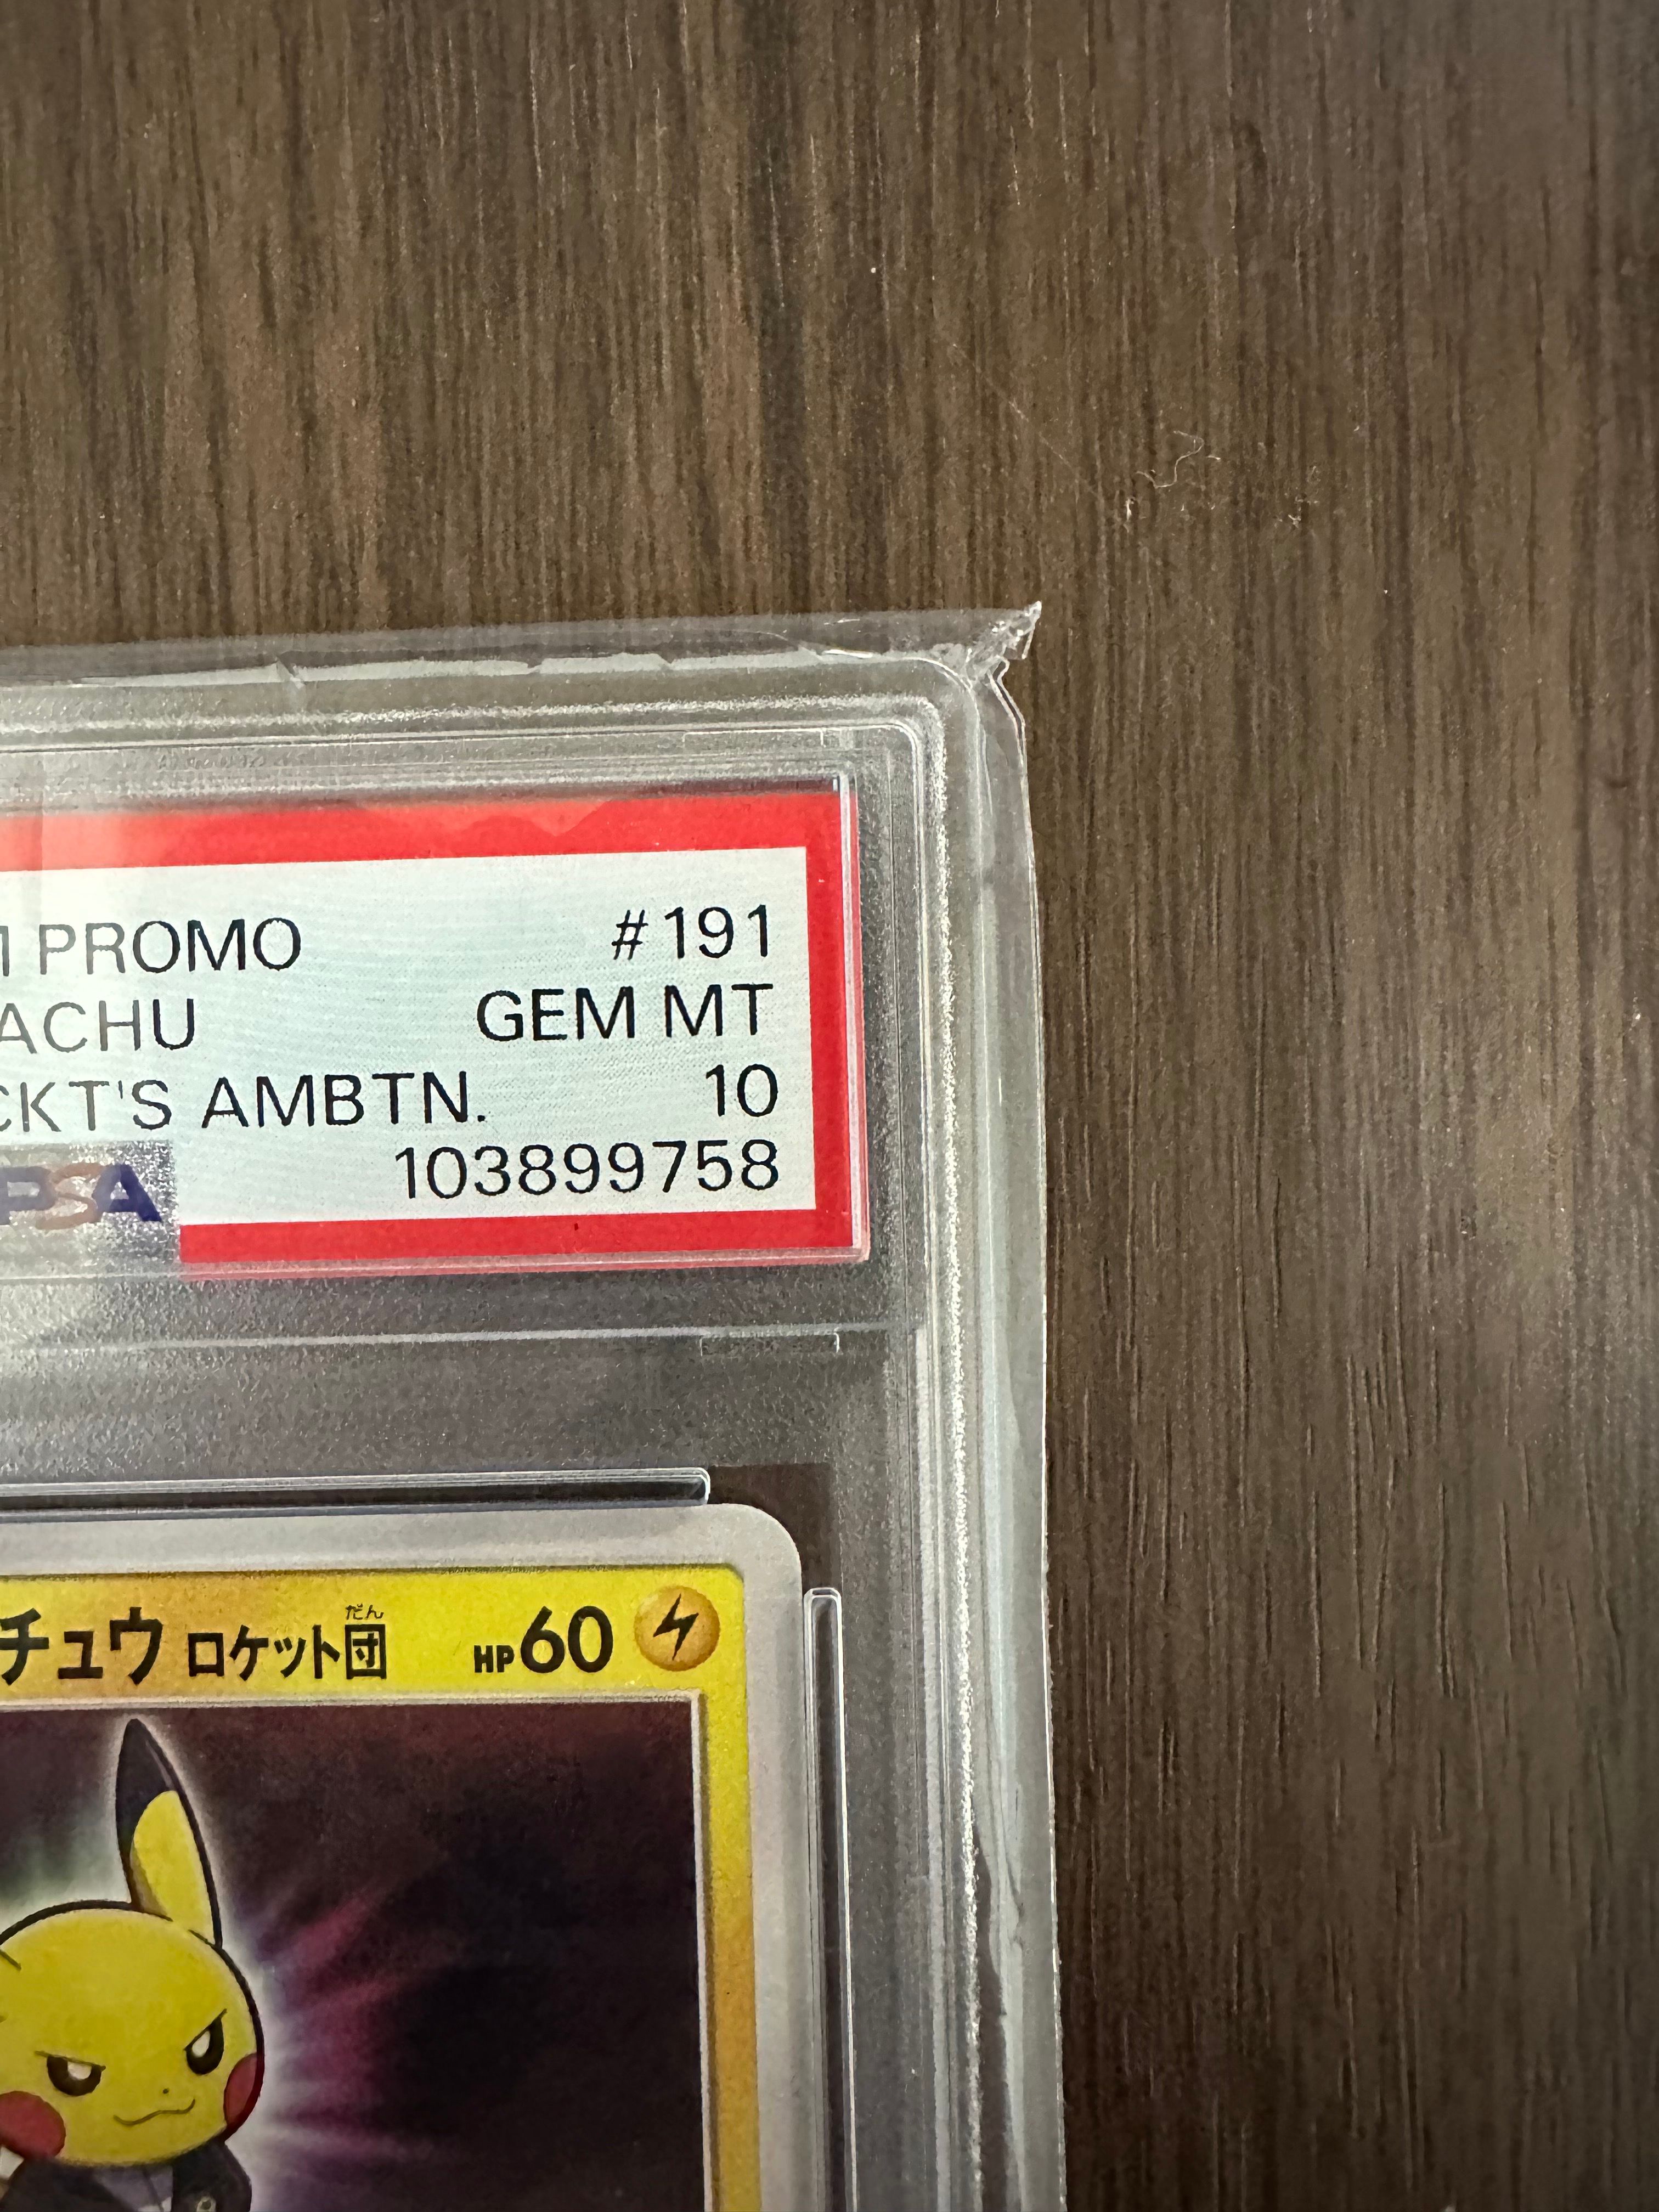 PROMO #191
ACHU GEM MT
CKT'S AMBTN. 10
PSA 103899758
チュウ ロケット団 だん HP60